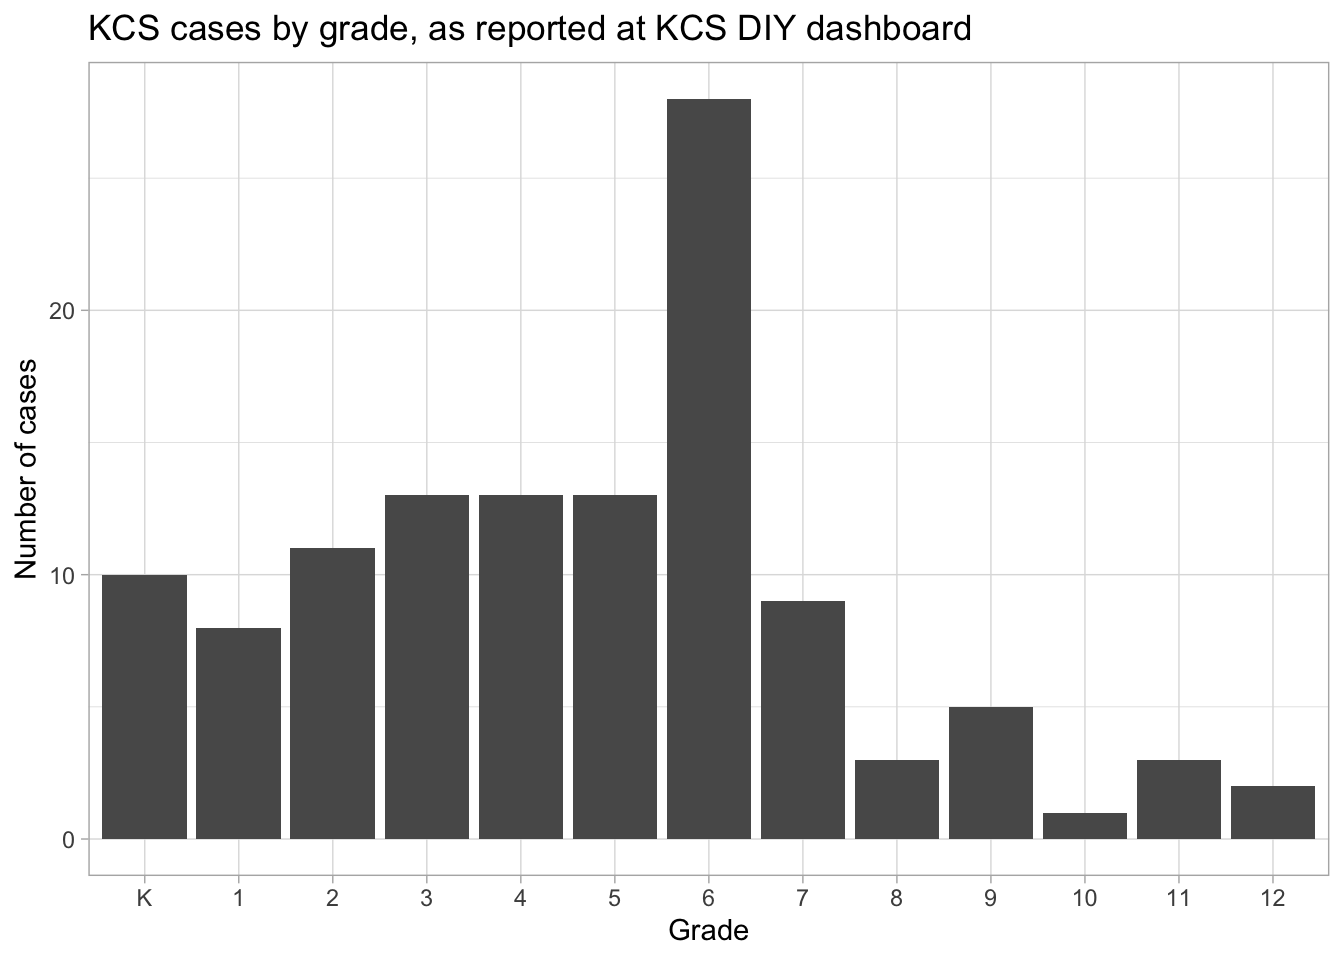 KCS cases by grade, as reported at KCS DIY dashboard
Number of cases
20
10
0
K 1 2 3 4 5 6 7 8 9 10 11 12
Grade